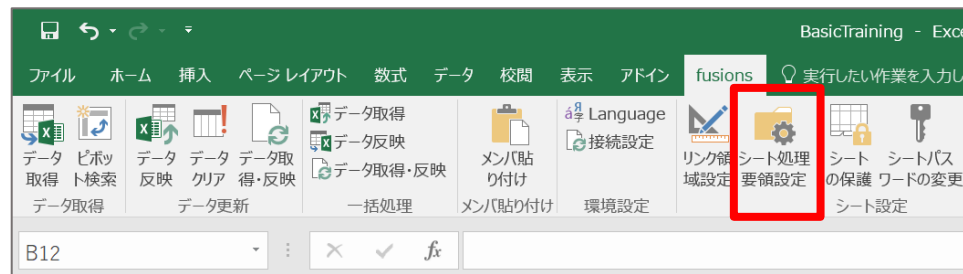 BasicTraining - Exce
ファイル ホーム 挿入 ページ レイアウト 数式 データ 校閲 表示 アドイン fusions 実行したい作業を入力し
データ取得 ピボット検索 データ反映 データクリア データ取得・反映 データ取得 データ反映 データ取得・反映 メンバ貼り付け Language 接続設定 リンク領域設定 シート処理要領設定 シートの保護 シートパスワードの変更
データ取得 データ更新 一括処理 メンバ貼り付け 環境設定 シート設定
B12 fx